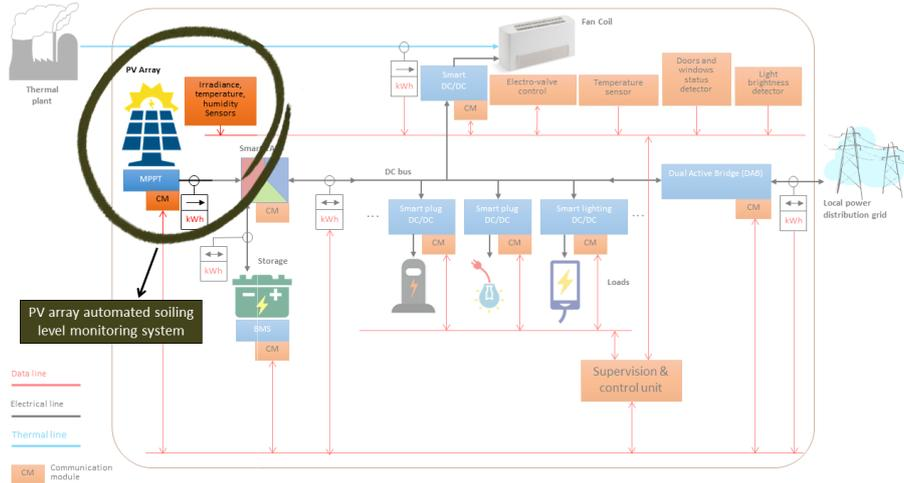 Fan Coil
PV Array
Thermal
plant
Irradiance,
temperature,
humidity
Sensors
kWh
Smart
DC/DC
CM
Electro-valve
control
Temperature
sensor
Doors and
windows
status
detector
Light
brightness
detector
MPPT
CM
kWh
CM
kWh
DC bus
Dual Active Bridge (DAB)
CM
kWh
Local power
distribution grid
kWh
...
Smart plug
DC/DC
CM
Smart plug
DC/DC
CM
Smart lighting
DC/DC
CM
...
Storage
Loads
BMS
CM
PV array automated soiling
level monitoring system
Supervision &
control unit
Data line
Electrical line
Thermal line
CM
Communication
module